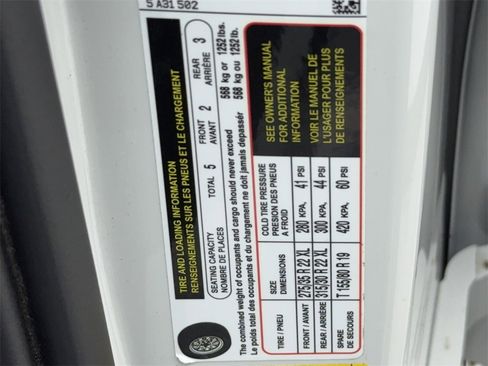 5 A31 502
TIRE AND LOADING INFORMATION
RENSEIGNEMENTS SUR LES PNEUS ET LE CHARGEMENT
SEATING CAPACITY TOTAL 5 FRONT 2 REAR 3
NOMBRE DE PLACES AVANT ARRIÈRE
The combined weight of occupants and cargo should never exceed 568 kg or 1252 lbs.
Le poids total des occupants et du chargement ne doit jamais depassér 568 kg ou 1252 lb.
TIRE / PNEU SIZE DIMENSIONS COLD TIRE PRESSURE PRESION DES PNEUS A FROID
FRONT / AVANT 275/35 R 22 XL 280 KPA, 41 PSI
REAR / ARRIÈRE 315/30 R 22 XL 300 KPA, 44 PSI
SPARE DE SECOURS T 155/80 R 19 420 KPA, 60 PSI
SEE OWNER'S MANUAL
FOR ADDITIONAL
INFORMATION
VOIR LE MANUEL DE
L'USAGER POUR PLUS
DE RENSEIGNEMENTS